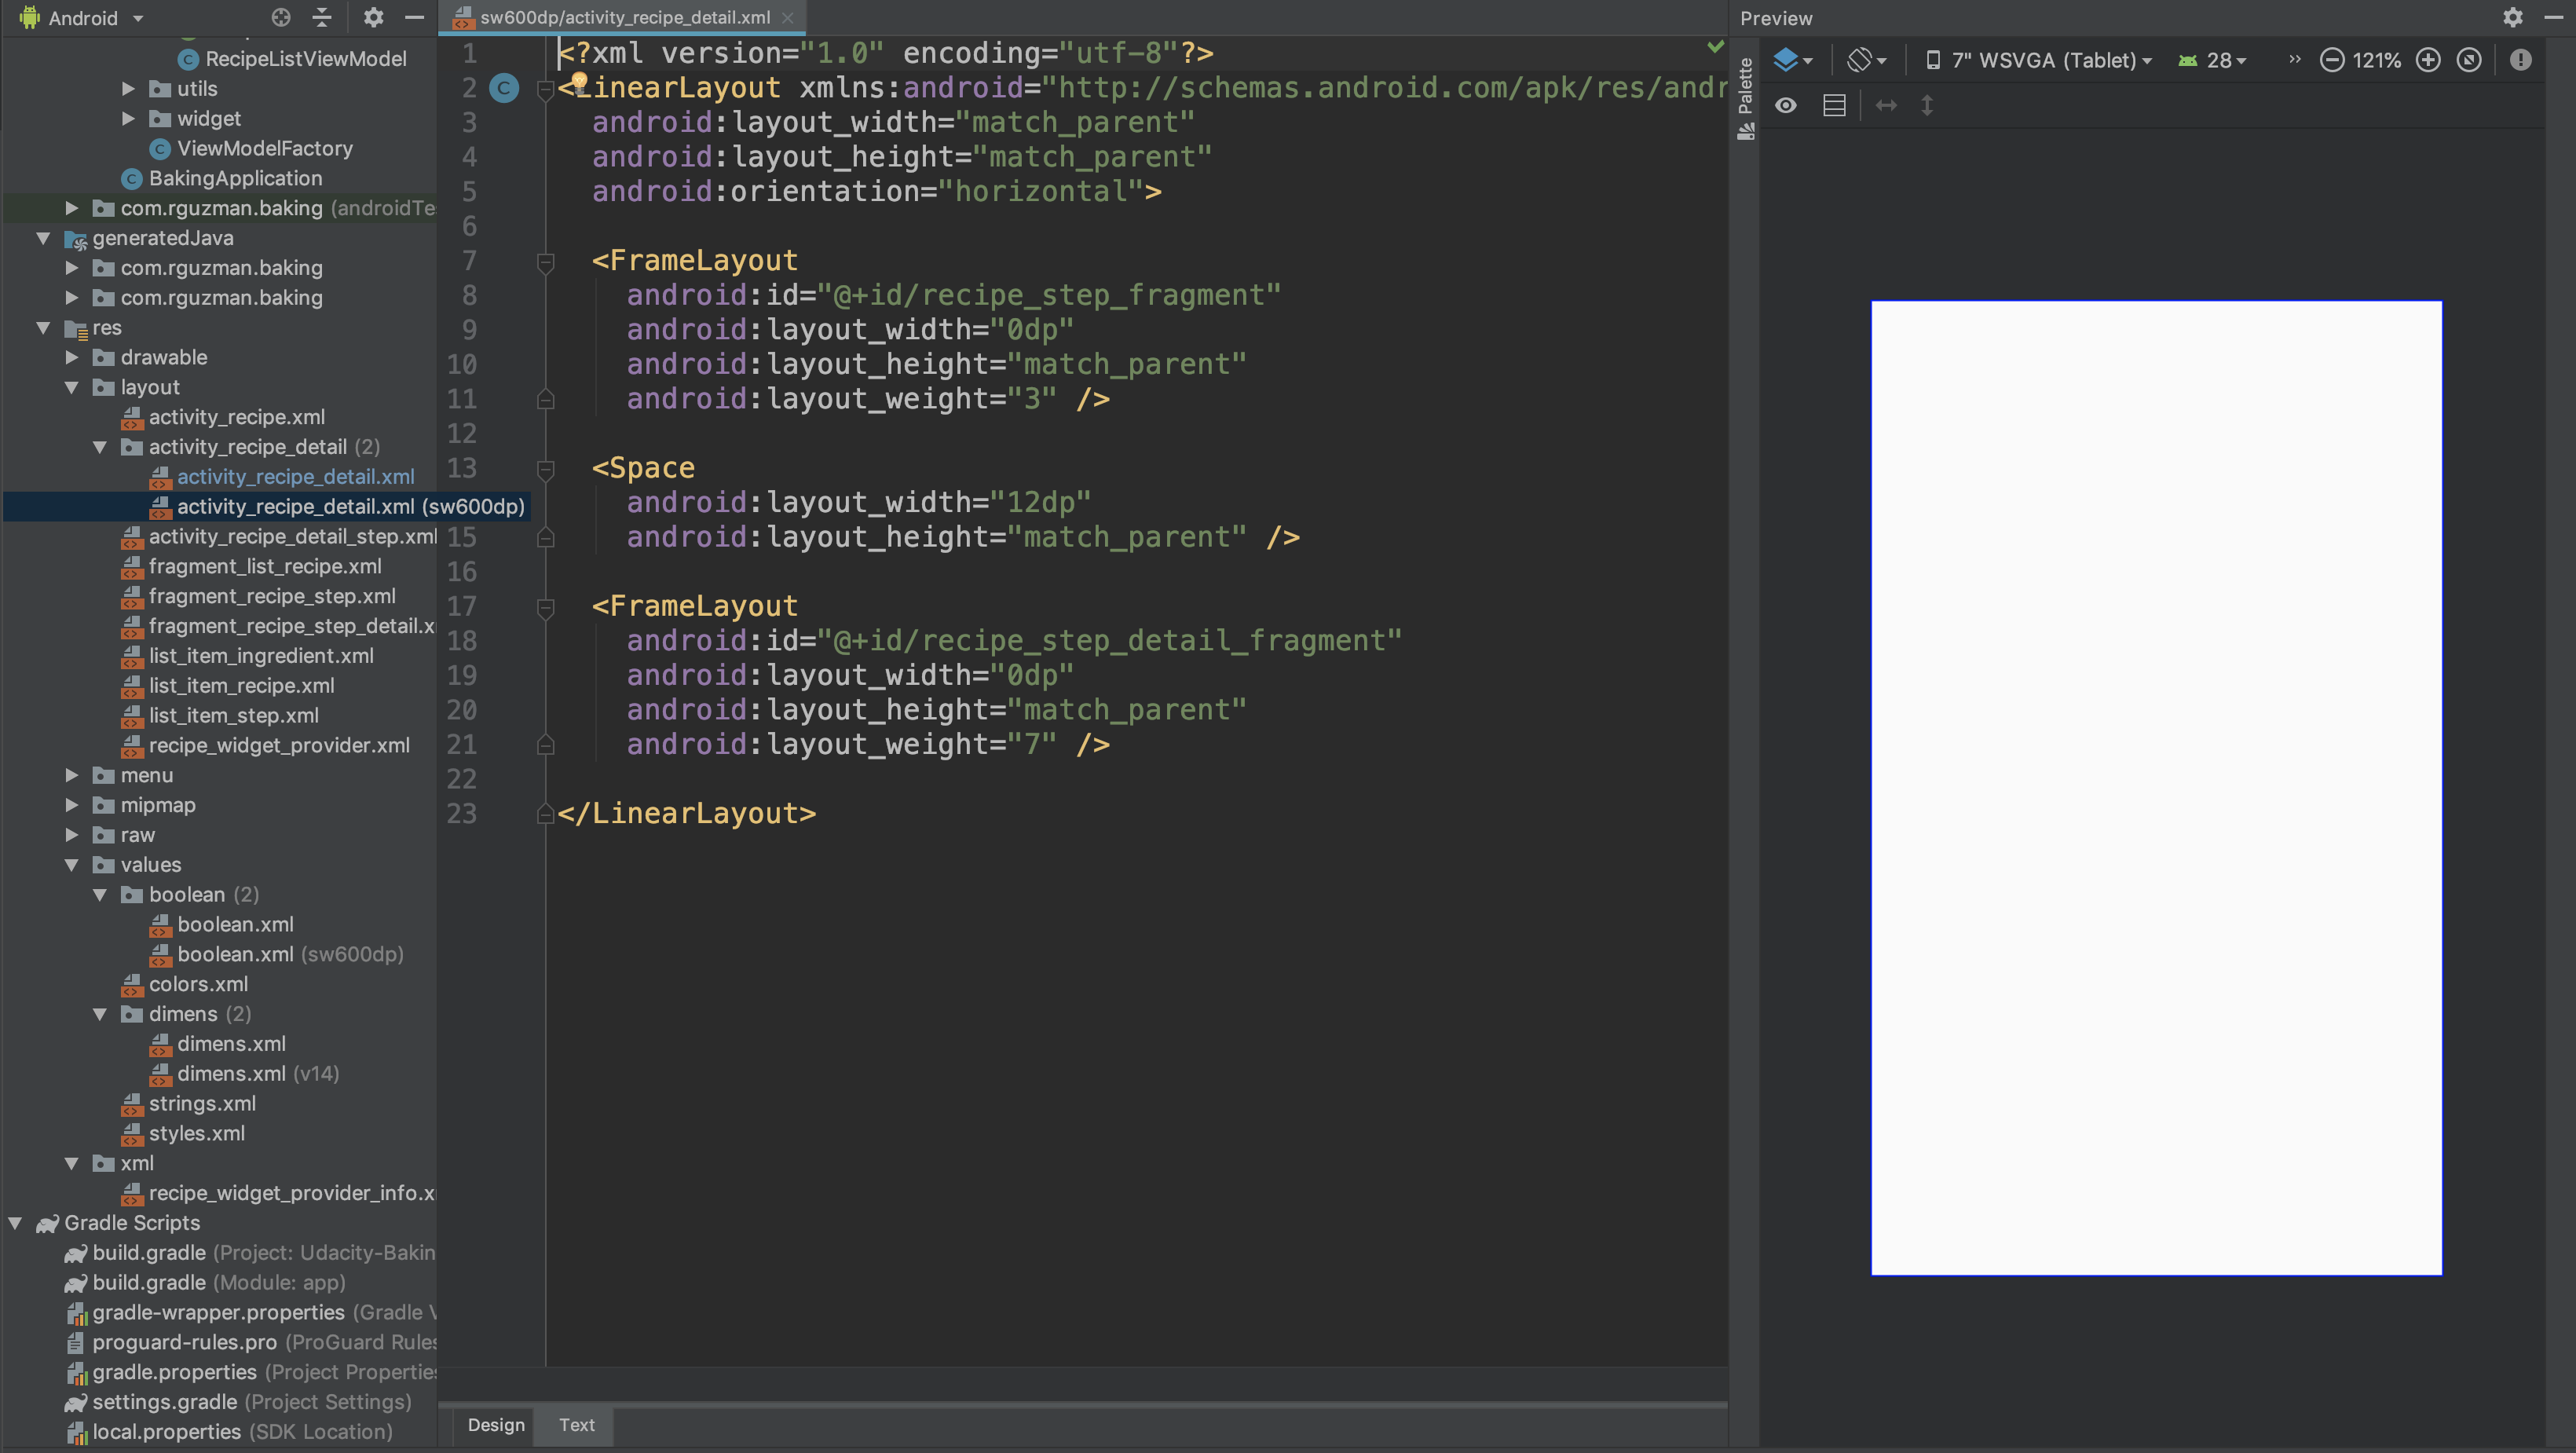 Android
RecipeListViewModel
utils
widget
ViewModelFactory
BakingApplication
com.rguzman.baking (androidTe
generatedJava
com.rguzman.baking
com.rguzman.baking
res
drawable
layout
activity_recipe.xml
activity_recipe_detail (2)
activity_recipe_detail.xml
activity_recipe_detail.xml (sw600dp)
activity_recipe_detail_step.xml
fragment_list_recipe.xml
fragment_recipe_step.xml
fragment_recipe_step_detail.x
list_item_ingredient.xml
list_item_recipe.xml
list_item_step.xml
recipe_widget_provider.xml
menu
mipmap
raw
values
boolean (2)
boolean.xml
boolean.xml (sw600dp)
colors.xml
dimens (2)
dimens.xml
dimens.xml (v14)
strings.xml
styles.xml
xml
recipe_widget_provider_info.x
Gradle Scripts
build.gradle (Project: Udacity-Bakin
build.gradle (Module: app)
gradle-wrapper.properties (Gradle V
proguard-rules.pro (ProGuard Rules
gradle.properties (Project Properties
settings.gradle (Project Settings)
local.properties (SDK Location)
sw600dp/activity_recipe_detail.xml
1 <?xml version="1.0" encoding="utf-8"?>
2 C <LinearLayout xmlns:android="http://schemas.android.com/apk/res/andr
3 android:layout_width="match_parent"
4 android:layout_height="match_parent"
5 android:orientation="horizontal">
6
7 <FrameLayout
8 android:id="@+id/recipe_step_fragment"
9 android:layout_width="0dp"
10 android:layout_height="match_parent"
11 android:layout_weight="3" />
12
13 <Space
android:layout_width="12dp"
15 android:layout_height="match_parent" />
16
17 <FrameLayout
18 android:id="@+id/recipe_step_detail_fragment"
19 android:layout_width="0dp"
20 android:layout_height="match_parent"
21 android:layout_weight="7" />
22
23 </LinearLayout>
Design Text
Preview
Palette
7" WSVGA (Tablet) 28 » 121%